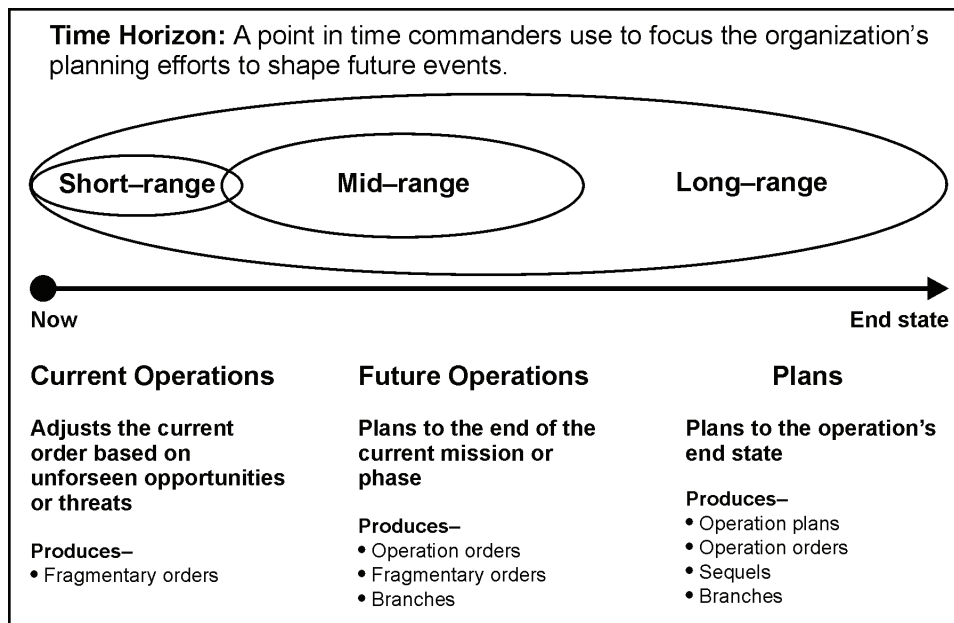 Time Horizon: A point in time commanders use to focus the organization's
planning efforts to shape future events.
Short–range
Mid–range
Long–range
Now
End state
Current Operations
Adjusts the current
order based on
unforseen opportunities
or threats
Produces–
• Fragmentary orders
Future Operations
Plans to the end of the
current mission or
phase
Produces–
• Operation orders
• Fragmentary orders
• Branches
Plans
Plans to the operation's
end state
Produces–
• Operation plans
• Operation orders
• Sequels
• Branches